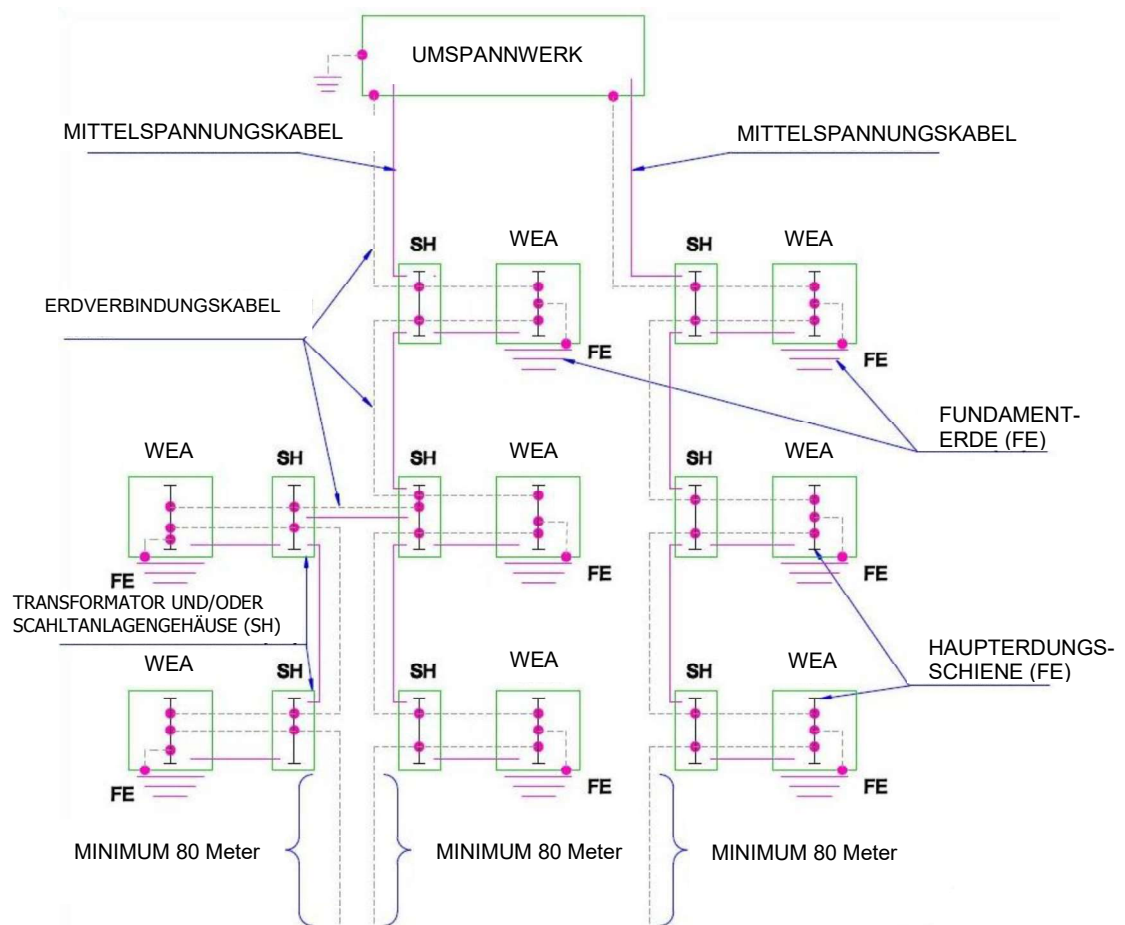 UMSPANNWERK
MITTELSPANNUNGSKABEL
MITTELSPANNUNGSKABEL
SH
WEA
SH
WEA
ERDVERBINDUNGSKABEL
FE
FE
FUNDAMENT-
ERDE (FE)
WEA
SH
SH
WEA
SH
WEA
FE
FE
FE
TRANSFORMATOR UND/ODER
SCAHLTANLAGENGEHÄUSE (SH)
HAUPTERDUNGS-
SCHIENE (FE)
WEA
SH
SH
WEA
SH
WEA
FE
FE
FE
MINIMUM 80 Meter
MINIMUM 80 Meter
MINIMUM 80 Meter